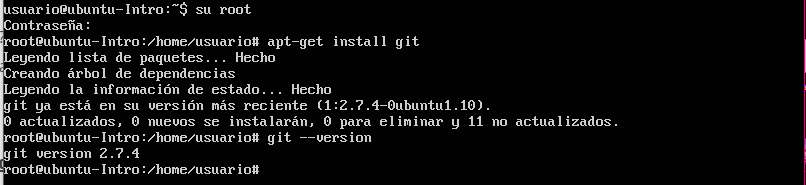 usuario@ubuntu-Intro:~$ su root
Contraseña:
root@ubuntu-Intro:/home/usuario# apt-get install git
Leyendo lista de paquetes... Hecho
Creando árbol de dependencias
Leyendo la información de estado... Hecho
git ya está en su versión más reciente (1:2.7.4-0ubuntu1.10).
0 actualizados, 0 nuevos se instalarán, 0 para eliminar y 11 no actualizados.
root@ubuntu-Intro:/home/usuario# git --version
git version 2.7.4
root@ubuntu-Intro:/home/usuario#